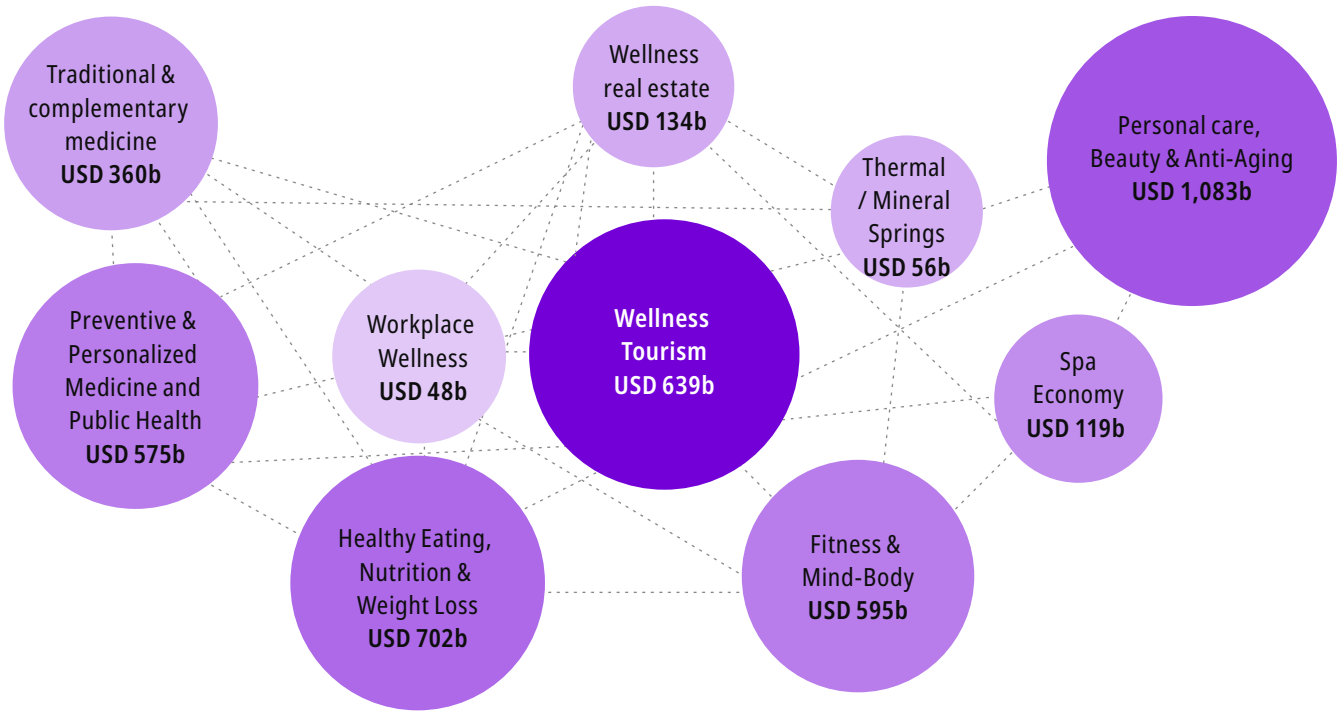 Traditional &
complementary
medicine
USD 360b
Wellness
real estate
USD 134b
Thermal
/ Mineral
Springs
USD 56b
Personal care,
Beauty & Anti-Aging
USD 1,083b
Preventive &
Personalized
Medicine and
Public Health
USD 575b
Workplace
Wellness
USD 48b
Wellness
Tourism
USD 639b
Spa
Economy
USD 119b
Healthy Eating,
Nutrition &
Weight Loss
USD 702b
Fitness &
Mind-Body
USD 595b